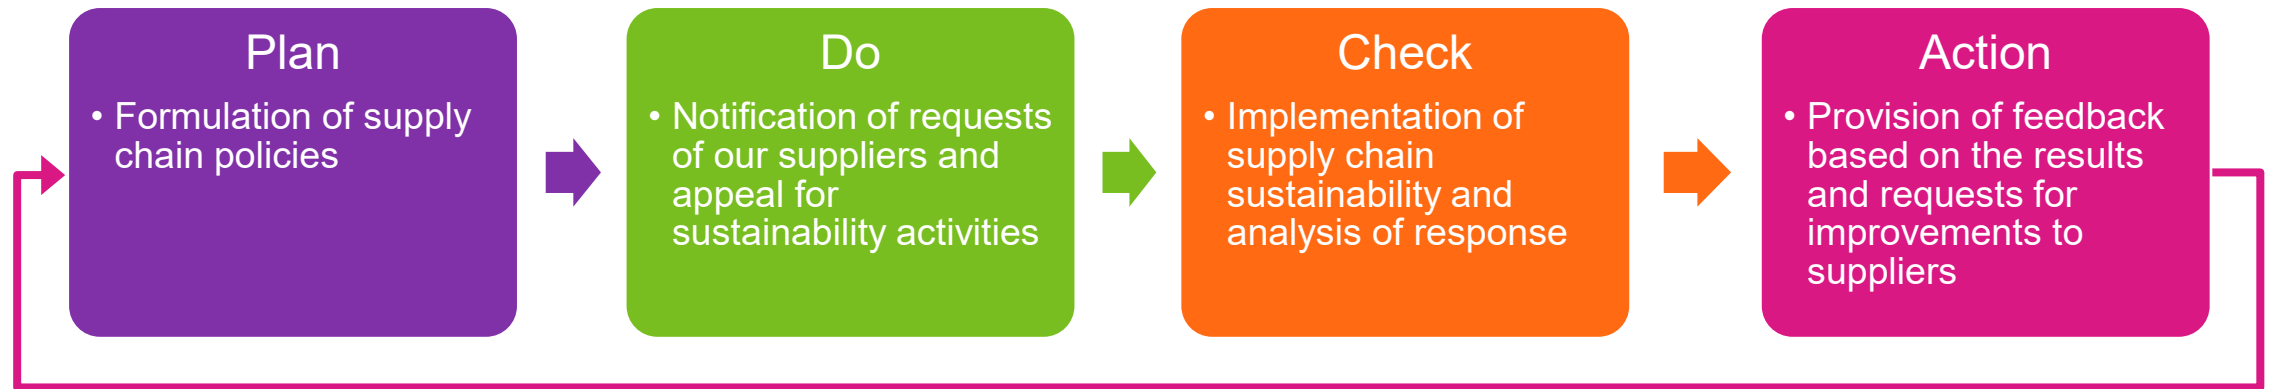 Plan
• Formulation of supply
chain policies
Do
• Notification of requests
of our suppliers and
appeal for
sustainability activities
Check
• Implementation of
supply chain
sustainability and
analysis of response
Action
• Provision of feedback
based on the results
and requests for
improvements to
suppliers